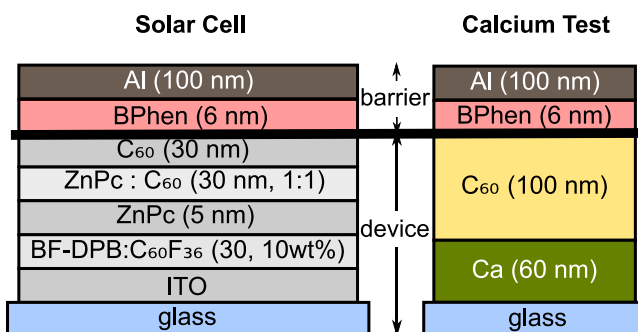 Solar Cell
Calcium Test
Al (100 nm)
BPhen (6 nm)
C₆₀ (30 nm)
ZnPc : C₆₀ (30 nm, 1:1)
ZnPc (5 nm)
BF-DPB:C₆₀F₃₆ (30, 10wt%)
ITO
glass
barrier
device
Al (100 nm)
BPhen (6 nm)
C₆₀ (100 nm)
Ca (60 nm)
glass